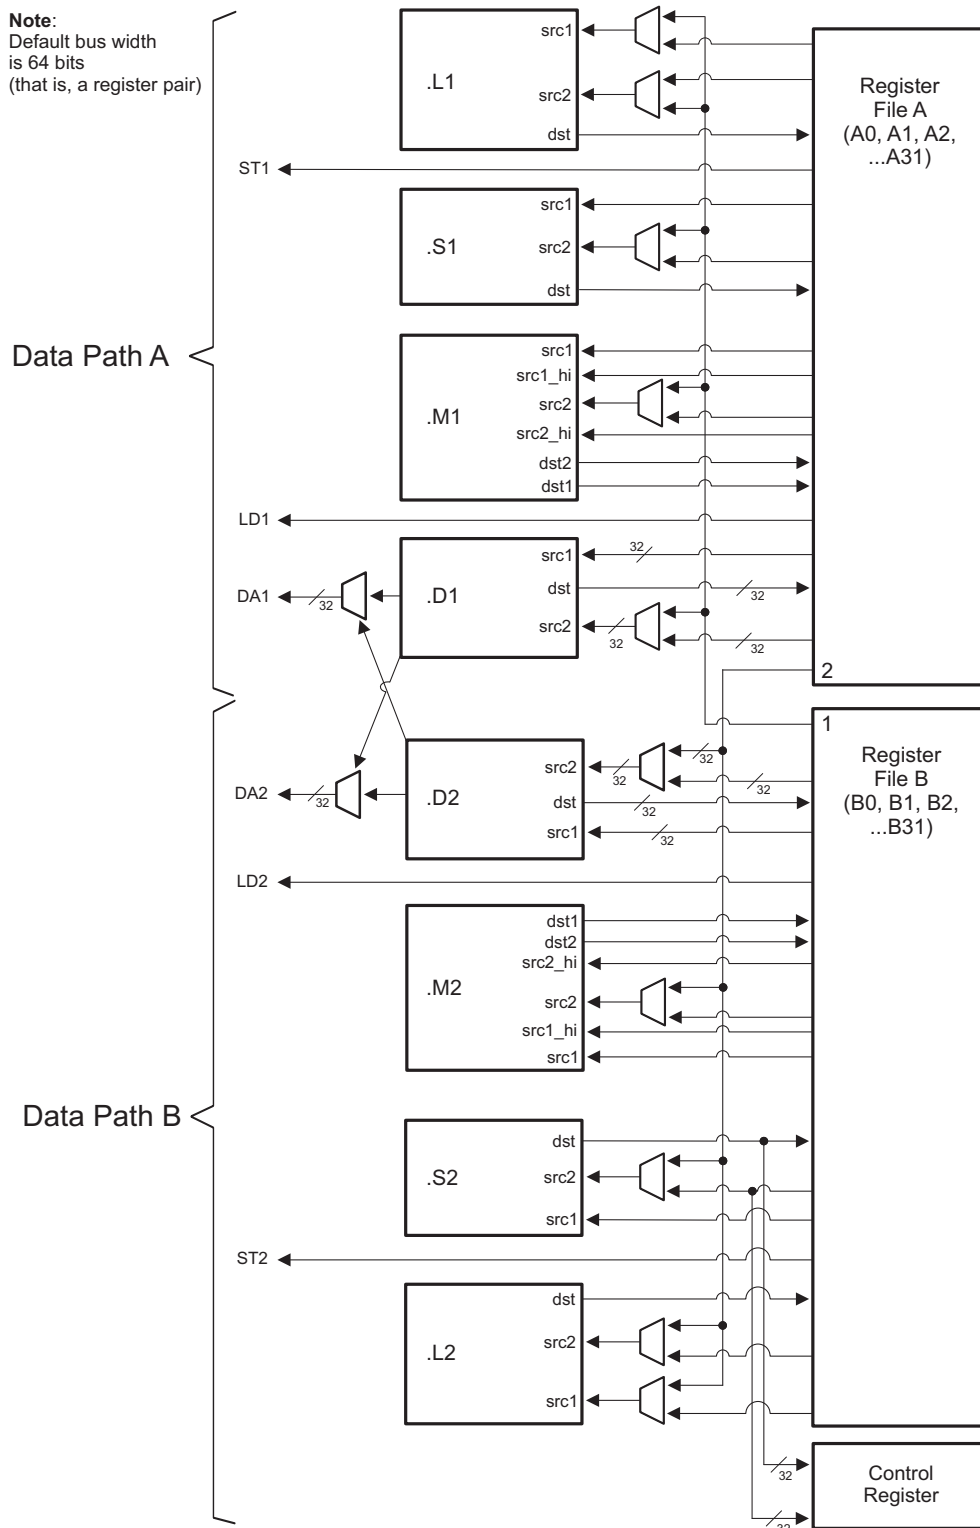 Note:
Default bus width
is 64 bits
(that is, a register pair)
src1
.L1
src2
dst
Register
File A
(A0, A1, A2,
...A31)
ST1
src1
.S1
src2
dst
Data Path A
src1
src1_hi
src2
.M1
src2_hi
dst2
dst1
LD1
src1
32
.D1
dst
32
DA1
32
src2
32
32
2
1
Register
File B
(B0, B1, B2,
...B31)
32
src2
32
32
DA2
32
.D2
dst
32
src1
32
LD2
dst1
dst2
src2_hi
.M2
src2
src1_hi
src1
Data Path B
dst
.S2
src2
src1
ST2
dst
.L2
src2
src1
32
Control
Register
32